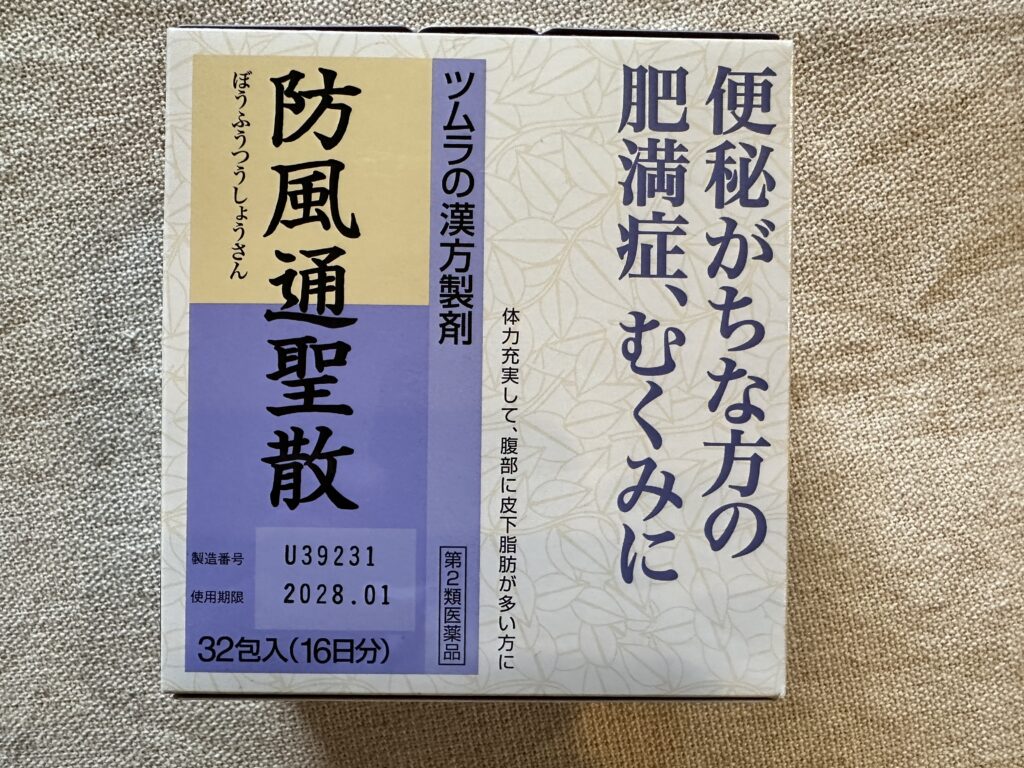 便秘がちな方の
肥満症、むくみに
体力充実して、腹部に皮下脂肪が多い方に
ツムラの漢方製剤
第2類医薬品
防風通聖散
ぼうふうつうしょうさん
製造番号 U39231
使用期限 2028.01
32包入(16日分)